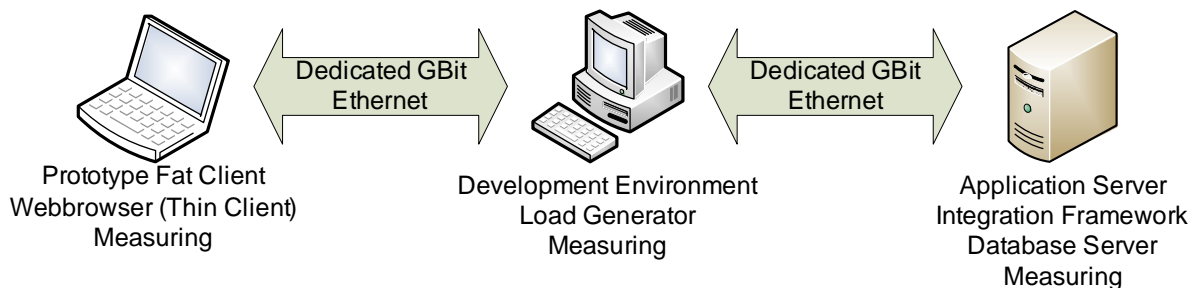 Dedicated GBit
Ethernet
Dedicated GBit
Ethernet
Prototype Fat Client
Webbrowser (Thin Client)
Measuring
Development Environment
Load Generator
Measuring
Application Server
Integration Framework
Database Server
Measuring